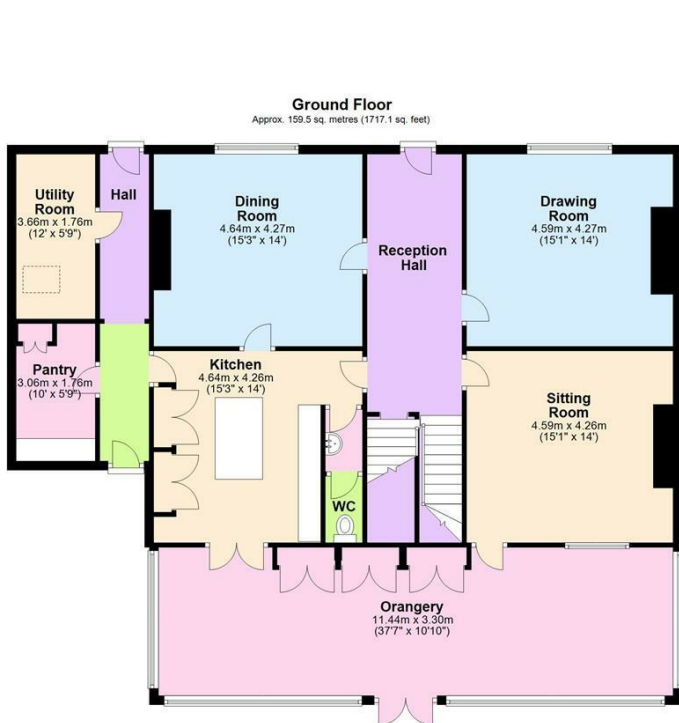 Ground Floor
Approx. 159.5 sq. metres (1717.1 sq. feet)
Utility
Room
3.66m x 1.76m
(12' x 5'9")
Hall
Dining
Room
4.64m x 4.27m
(15'3" x 14')
Reception
Hall
Drawing
Room
4.59m x 4.27m
(15'1" x 14')
Pantry
3.06m x 1.76m
(10' x 5'9")
Kitchen
4.64m x 4.26m
(15'3" x 14')
Sitting
Room
4.59m x 4.26m
(15'1" x 14')
WC
Orangery
11.44m x 3.30m
(37'7" x 10'10")